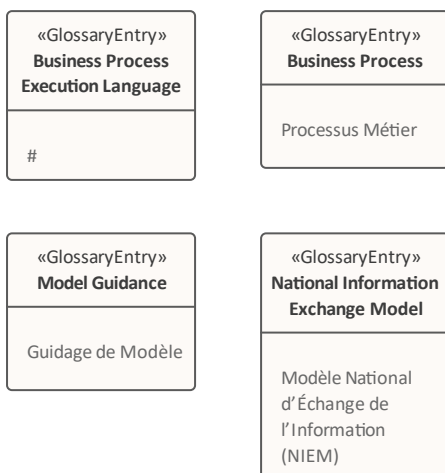 «GlossaryEntry»
Business Process
Execution Language
#
«GlossaryEntry»
Business Process
Processus Métier
«GlossaryEntry»
Model Guidance
Guidage de Modèle
«GlossaryEntry»
National Information
Exchange Model
Modèle National
d'Échange de
l'Information
(NIEM)